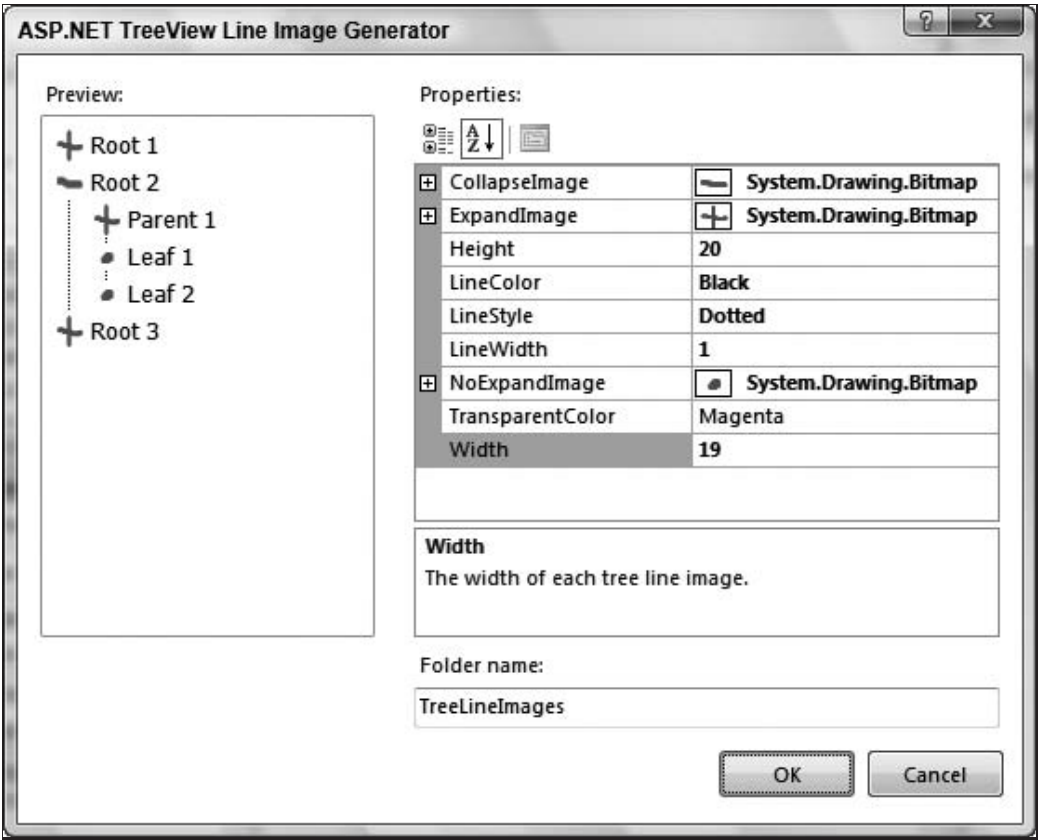 ASP.NET TreeView Line Image Generator
? X
Preview:
Root 1
Root 2
Parent 1
Leaf 1
Leaf 2
Root 3
Properties:
A Z
CollapseImage System.Drawing.Bitmap
ExpandImage System.Drawing.Bitmap
Height 20
LineColor Black
LineStyle Dotted
LineWidth 1
NoExpandImage System.Drawing.Bitmap
TransparentColor Magenta
Width 19
Width
The width of each tree line image.
Folder name:
TreeLineImages
OK Cancel